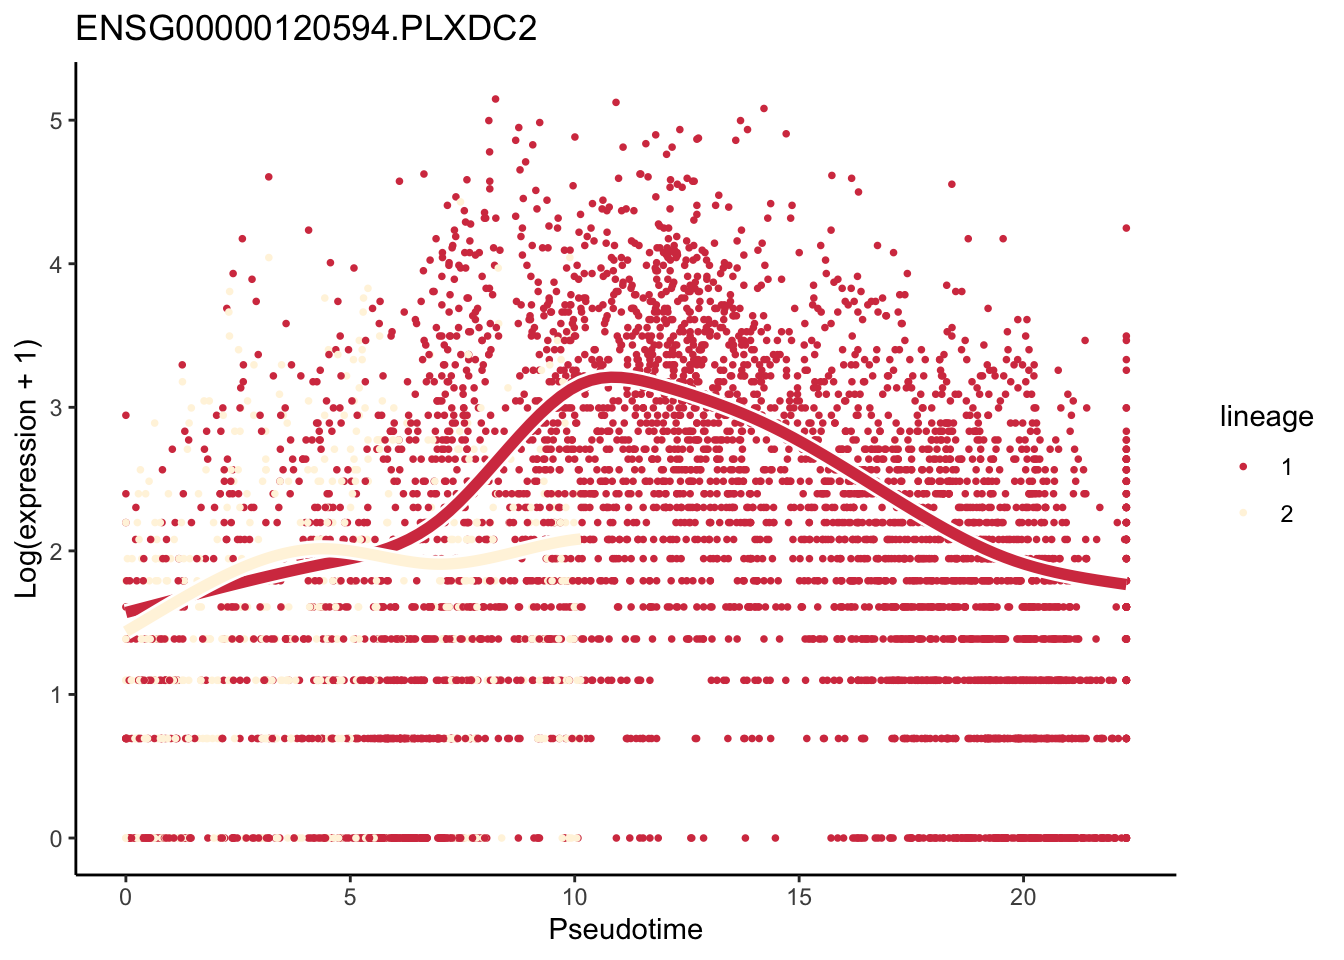 ENSG00000120594.PLXDC2
Log(expression + 1)
5
4
3
2
1
0
0 5 10 15 20
Pseudotime
lineage
1
2